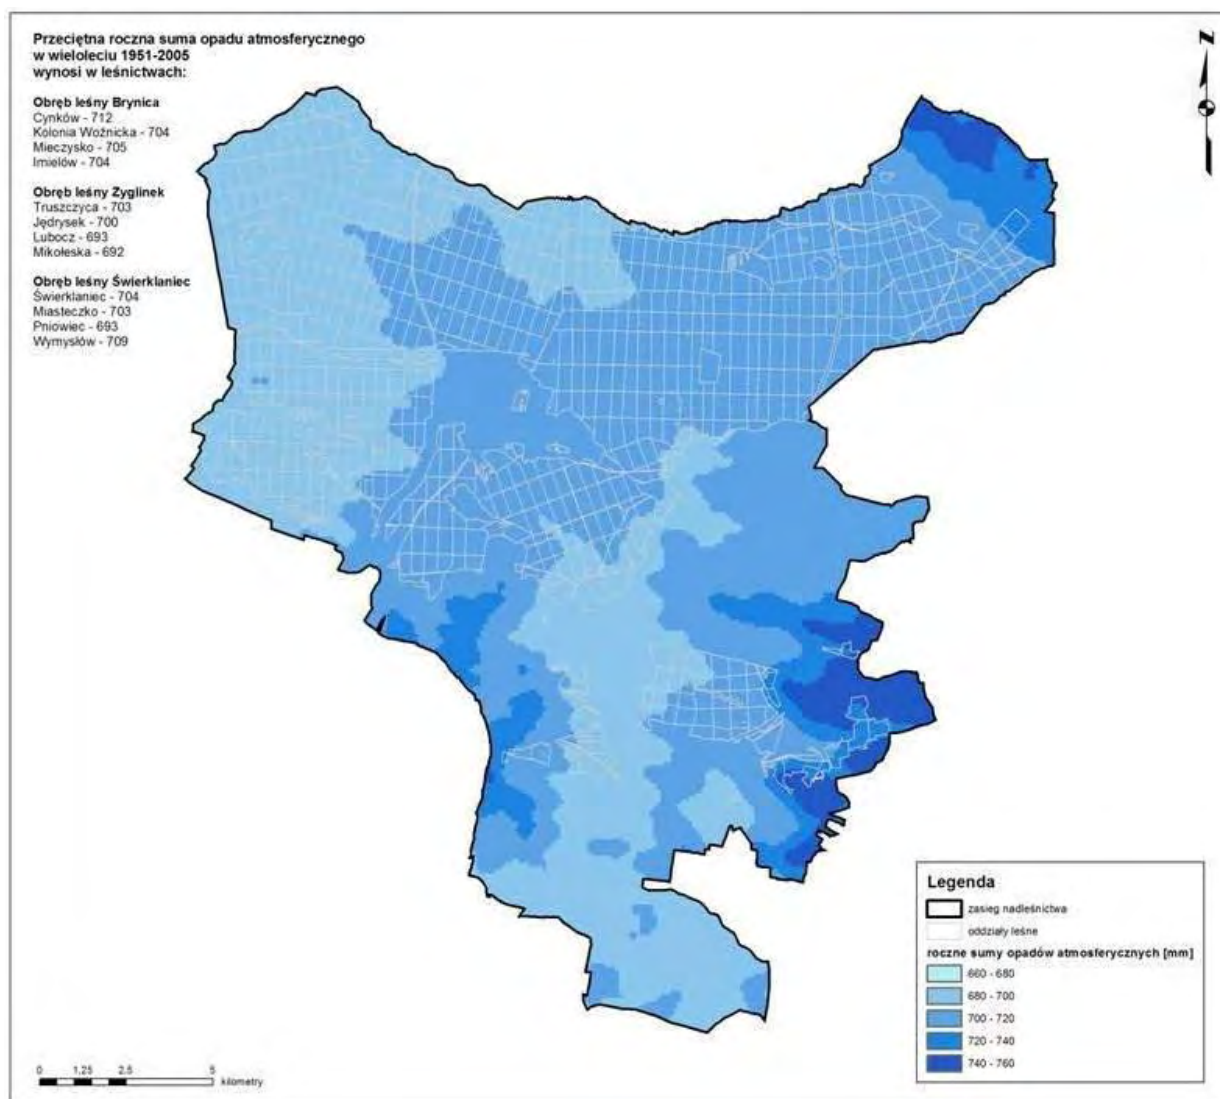 Przeciętna roczna suma opadu atmosferycznego
w wieloleciu 1951-2005
wynosi w leśnictwach:
Obręb leśny Brynica
Cynków - 712
Kolonia Woźnicka - 704
Mieczysko - 705
Imielów - 704
Obręb leśny Żyglinek
Truszczyca - 703
Jędrysek - 700
Lubocz - 693
Mikołeska - 692
Obręb leśny Świerklaniec
Świerklaniec - 704
Miasteczko - 703
Pniowiec - 693
Wymysłów - 709
N
Legenda
zasięg nadleśnictwa
oddziały leśne
roczne sumy opadów atmosferycznych [mm]
660 - 680
680 - 700
700 - 720
720 - 740
740 - 760
0 1,25 2,5 5
kilometry